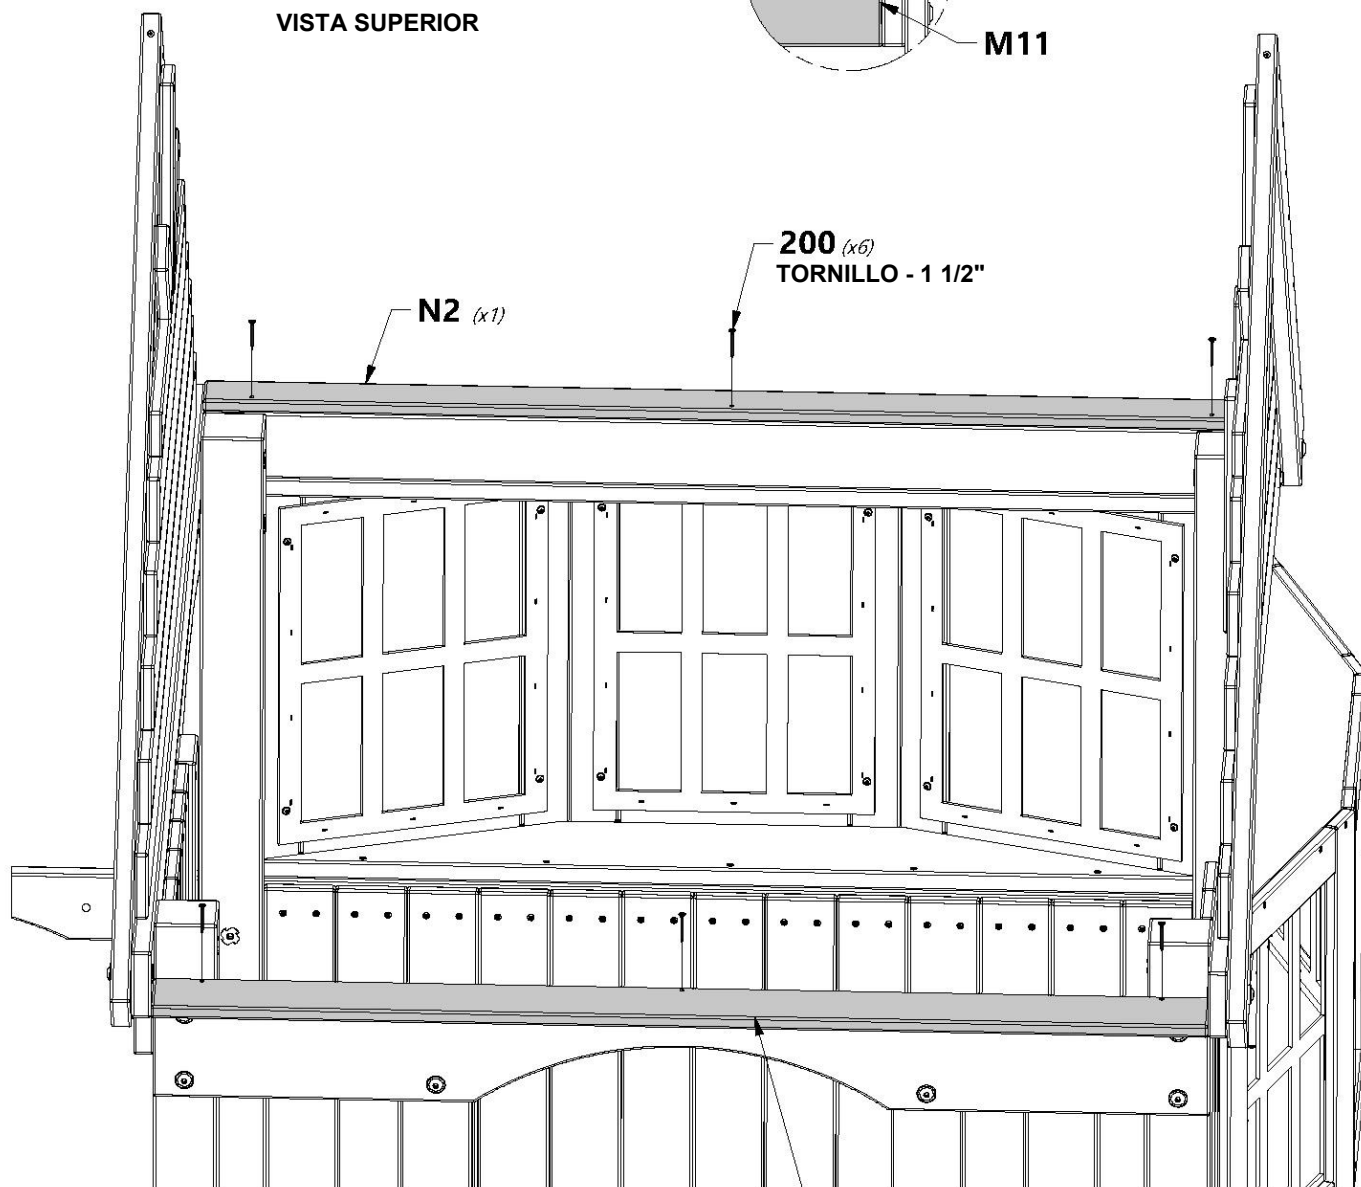 VISTA SUPERIOR
M11
200 (x6)
TORNILLO - 1 1/2"
N2 (x1)